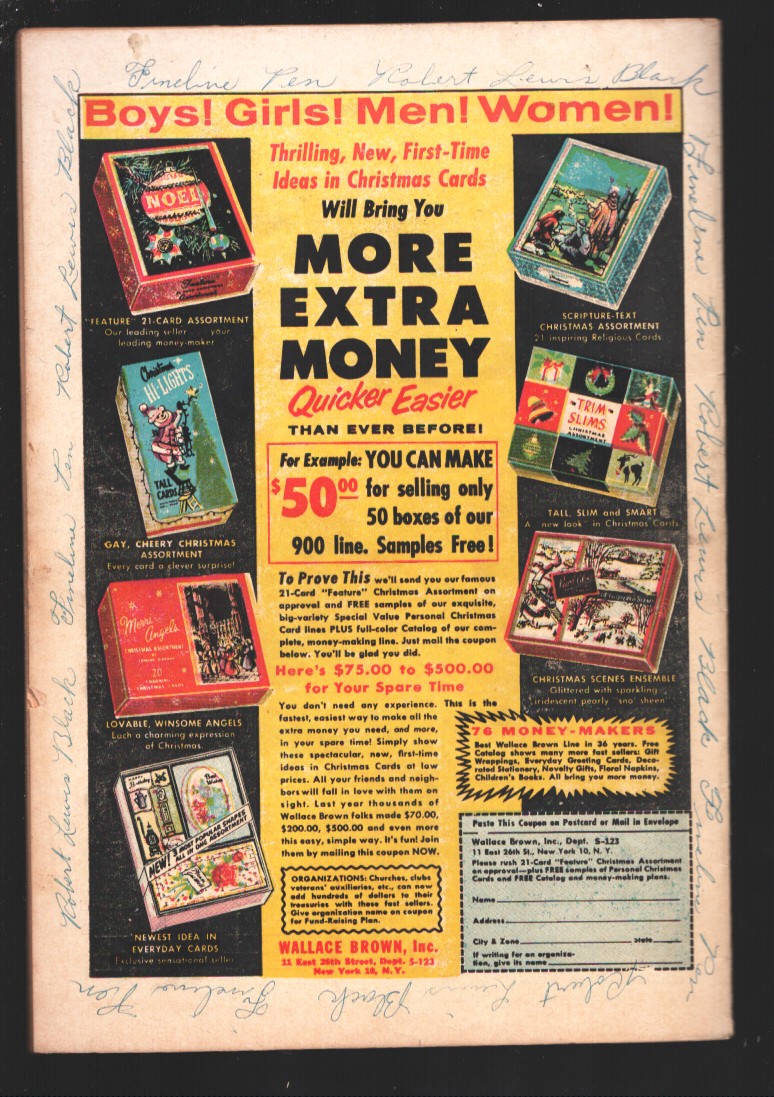 Fineline Pen Robert Lewis Black
Fineline Pen Robert Lewis Black Fineline Pen
Robert Lewis Black Fineline Pen
Robert Lewis Black Fineline Pen Robert Lewis Black
Boys! Girls! Men! Women!
Thrilling, New, First-Time
Ideas in Christmas Cards
Will Bring You
MORE
EXTRA
MONEY
Quicker Easier
THAN EVER BEFORE!
For Example: YOU CAN MAKE
$50.00 for selling only
50 boxes of our
900 line. Samples Free!
To Prove This we'll send you our famous
21-Card "Feature" Christmas Assortment on
approval and FREE samples of our exquisite,
big-variety Special Value Personal Christmas
Card lines PLUS full-color Catalog of our com-
plete, money-making line. Just mail the coupon
below. You'll be glad you did.
Here's $75.00 to $500.00
for Your Spare Time
You don't need any experience. This is the
fastest, easiest way to make all the
extra money you need, and more,
in your spare time! Simply show
these spectacular, new, first-time
ideas in Christmas Cards at low
prices. All your friends and neigh-
bors will fall in love with them on
sight. Last year thousands of
Wallace Brown folks made $70.00,
$200.00, $500.00 and even more
this easy, simple way. It's fun! Join
them by mailing this coupon NOW.
ORGANIZATIONS: Churches, clubs
veterans' auxiliaries, etc., can now
add hundreds of dollars to their
treasuries with these fast sellers.
Give organization name on coupon
for Fund-Raising Plan.
WALLACE BROWN, Inc.
11 East 26th Street, Dept. S-123
New York 10, N.Y.
NOEL
Feature
"FEATURE" 21-CARD ASSORTMENT
Our leading seller . . . your
leading money-maker
Christmas
HI-LIGHTS
TALL
CARDS
GAY, CHEERY CHRISTMAS
ASSORTMENT
Every card a clever surprise!
Merri
Angels
CHRISTMAS ASSORTMENT
20
CHRISTMAS CARDS
LOVABLE, WINSOME ANGELS
Each a charming expression
of Christmas.
NEW! MOST POPULAR SHAPES
ALL IN ONE ASSORTMENT!
NEWEST IDEA IN
EVERYDAY CARDS
Exclusive sensational seller
SCRIPTURE-TEXT
CHRISTMAS ASSORTMENT
21 inspiring Religious Cards
TRIM
SLIMS
CHRISTMAS
ASSORTMENT
TALL, SLIM and SMART
A "new look" in Christmas Cards
CHRISTMAS SCENES ENSEMBLE
Glittered with sparkling
iridescent pearly "sno" sheen
76 MONEY-MAKERS
Best Wallace Brown Line in 36 years. Free
Catalog shows many more fast sellers: Gift
Wrappings, Everyday Greeting Cards, Deco-
rated Stationery, Novelty Gifts, Floral Napkins,
Children's Books. All bring you more money.
Paste This Coupon on Postcard or Mail in Envelope
Wallace Brown, Inc., Dept. S-123
11 East 26th St., New York 10, N. Y.
Please rush 21-Card "Feature" Christmas Assortment
on approval—plus FREE samples of Personal Christmas
Cards and FREE Catalog and money-making plans.
Name
Address
City & Zone State
If writing for an organiza-
tion, give its name
Fineline Pen Robert Lewis Black